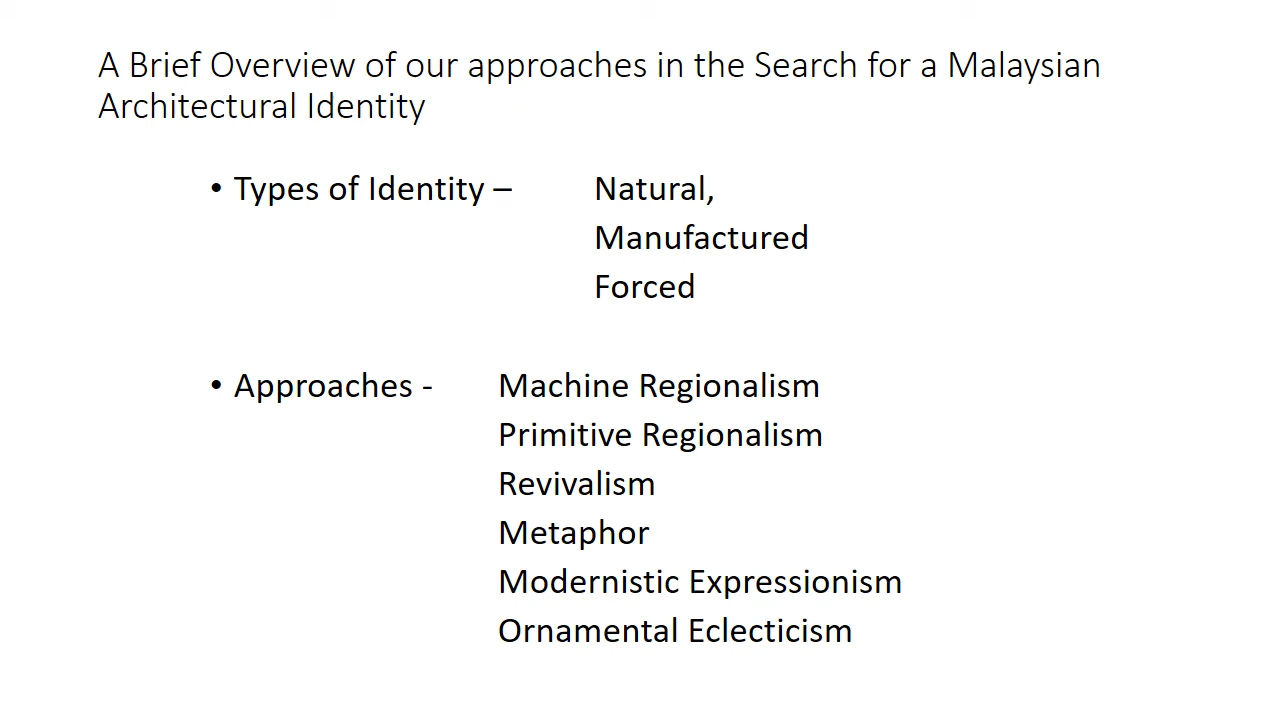 A Brief Overview of our approaches in the Search for a Malaysian
Architectural Identity
• Types of Identity – Natural,
Manufactured
Forced
• Approaches - Machine Regionalism
Primitive Regionalism
Revivalism
Metaphor
Modernistic Expressionism
Ornamental Eclecticism